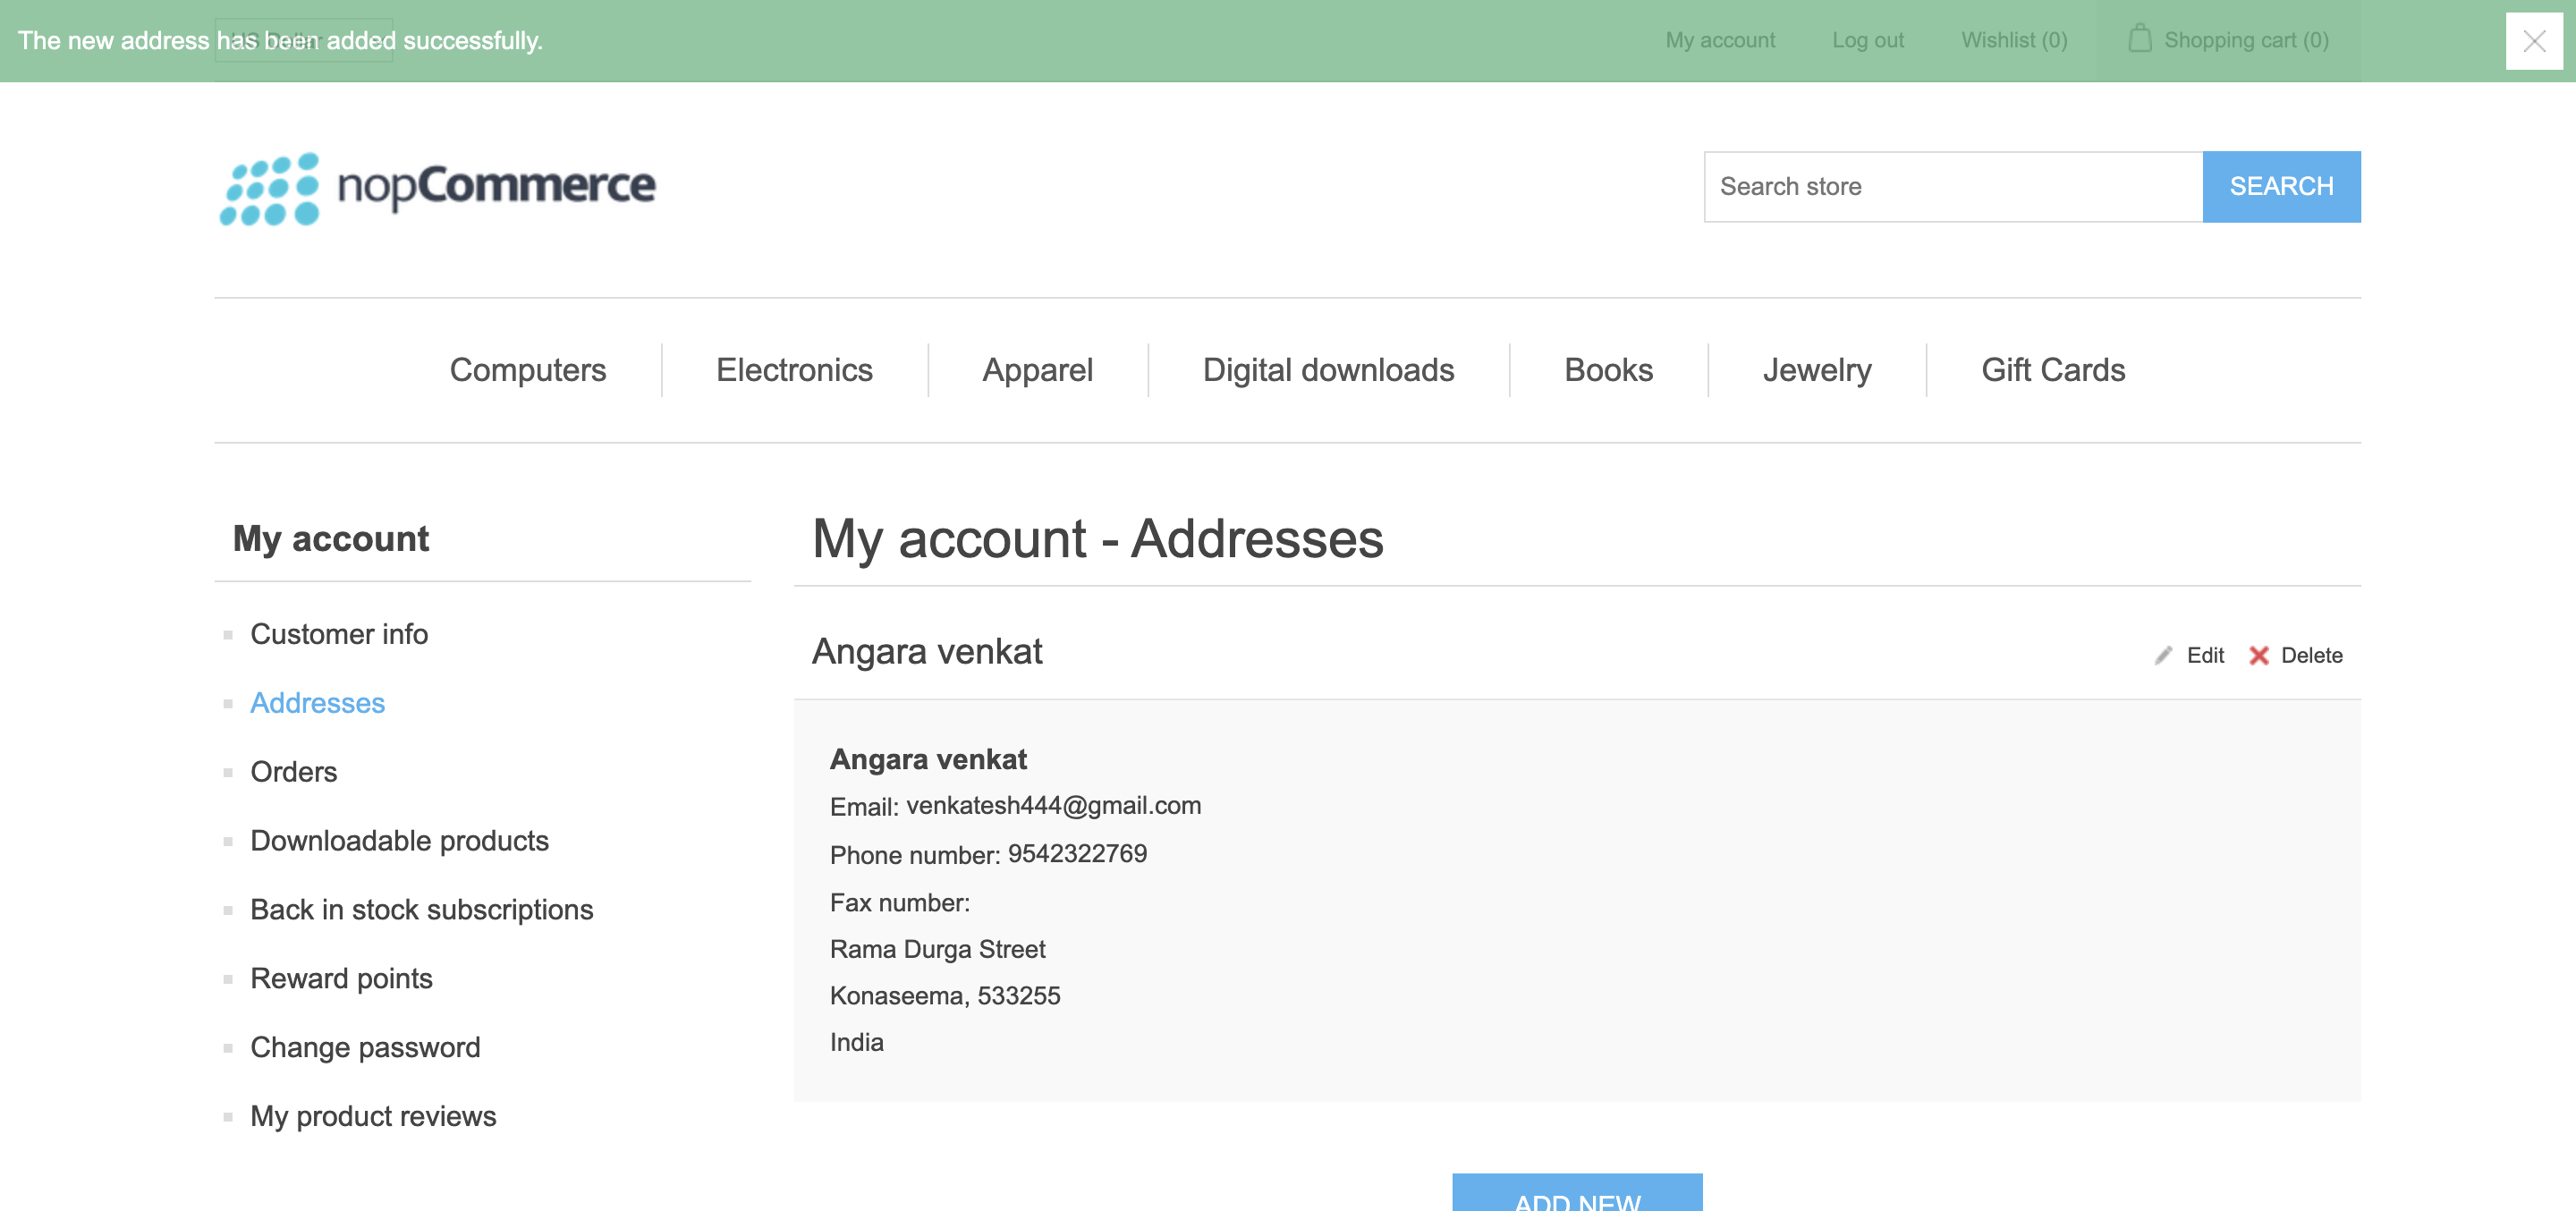 The new address has been added successfully.
My account
Log out
Wishlist (0)
Shopping cart (0)
nopCommerce
Search store
SEARCH
Computers
Electronics
Apparel
Digital downloads
Books
Jewelry
Gift Cards
My account
Customer info
Addresses
Orders
Downloadable products
Back in stock subscriptions
Reward points
Change password
My product reviews
My account - Addresses
Angara venkat
Edit
Delete
Angara venkat
Email: venkatesh444@gmail.com
Phone number: 9542322769
Fax number:
Rama Durga Street
Konaseema, 533255
India
ADD NEW